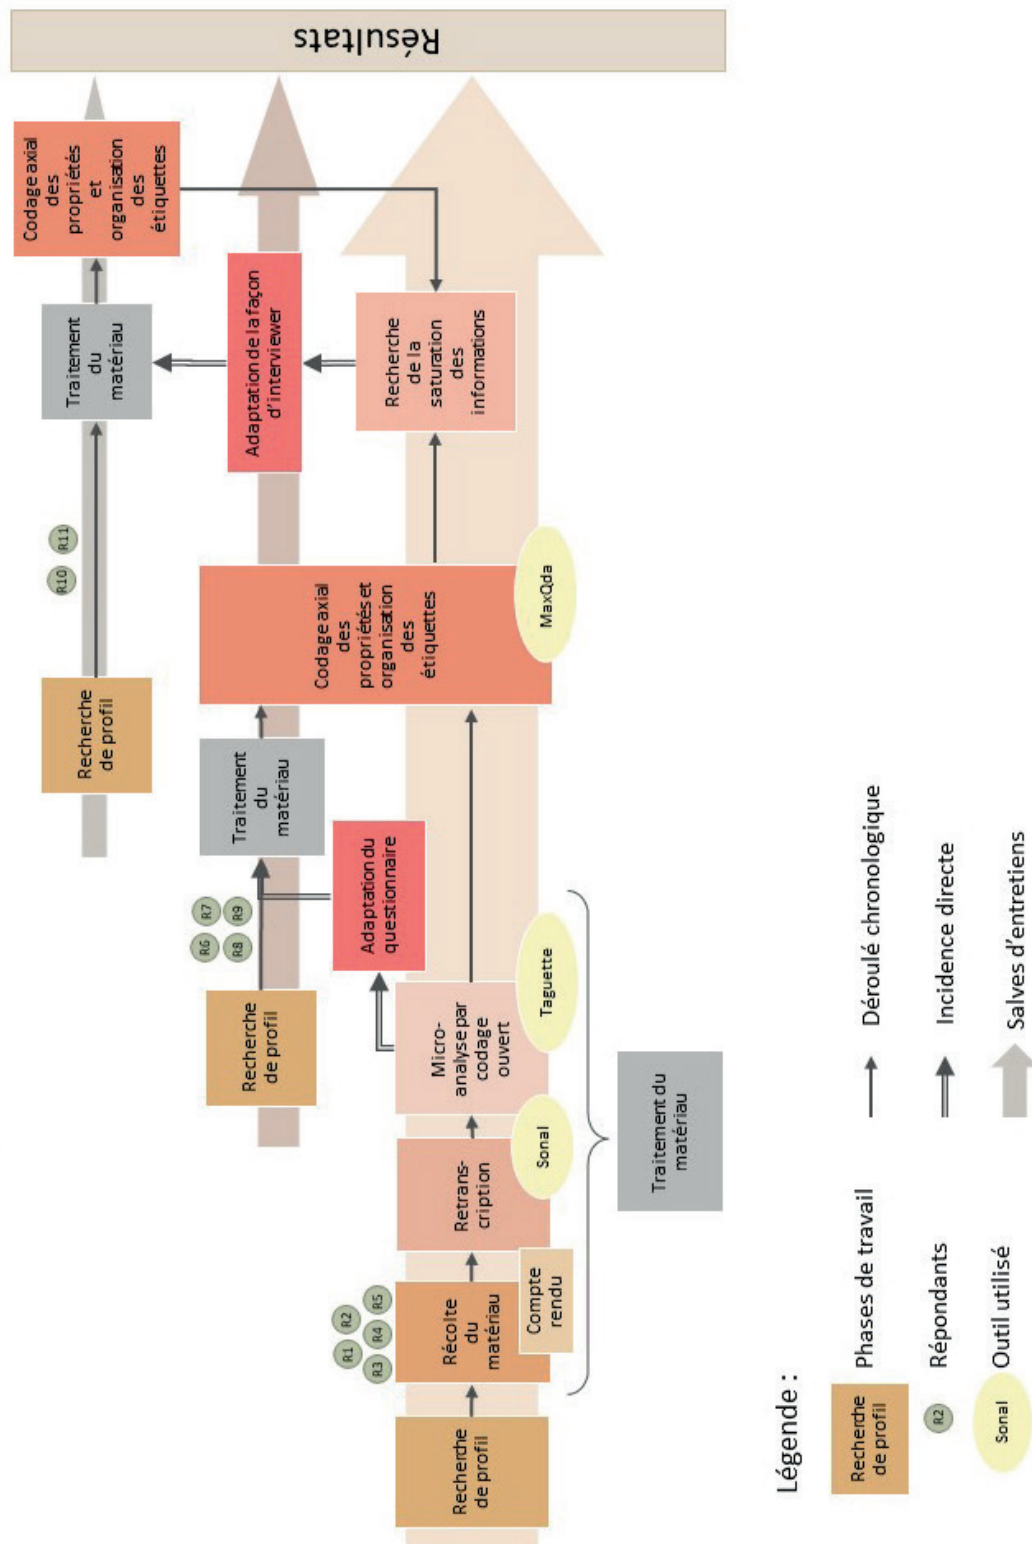 Résultats
Recherche
de profil
R10
R11
Traitement
du
matériau
Codage axial
des
propriétés
et
organisation
des
étiquettes
Recherche
de profil
R6
R7
R8
R9
Traitement
du
matériau
Adaptation du
questionnaire
Codage axial
des
propriétés et
organisation
des
étiquettes
MaxQda
Adaptation de la façon
d'interviewer
Recherche
de la
saturation
des
informations
Recherche
de profil
R1
R2
R3
R4
R5
Récolte
du
matériau
Compte
rendu
Retrans-
cription
Sonal
Micro-
analyse par
codage
ouvert
Taguette
Traitement du
matériau
Légende :
Recherche
de profil
Phases de travail
Déroulé chronologique
R2
Répondants
Incidence directe
Sonal
Outil utilisé
Salves d'entretiens